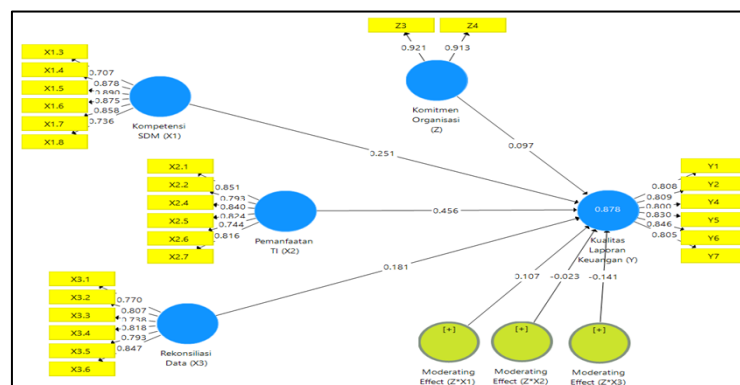 Z3
Z4
0.921
0.913
Komitmen
Organisasi
(Z)
0.097
X1.3
X1.4
X1.5
X1.6
X1.7
X1.8
0.707
0.878
0.890
0.875
0.858
0.736
Kompetensi
SDM (X1)
0.251
X2.1
X2.2
X2.4
X2.5
X2.6
X2.7
0.851
0.793
0.840
0.824
0.744
0.816
Pemanfaatan
TI (X2)
0.456
X3.1
X3.2
X3.3
X3.4
X3.5
X3.6
0.770
0.807
0.738
0.818
0.793
0.847
Rekonsiliasi
Data (X3)
0.181
0.878
Kualitas
Laporan
Keuangan (Y)
0.808
0.809
0.800
0.830
0.846
0.805
Y1
Y2
Y4
Y5
Y6
Y7
0.107
-0.023
-0.141
[+]
[+]
[+]
Moderating
Effect (Z*X1)
Moderating
Effect (Z*X2)
Moderating
Effect (Z*X3)